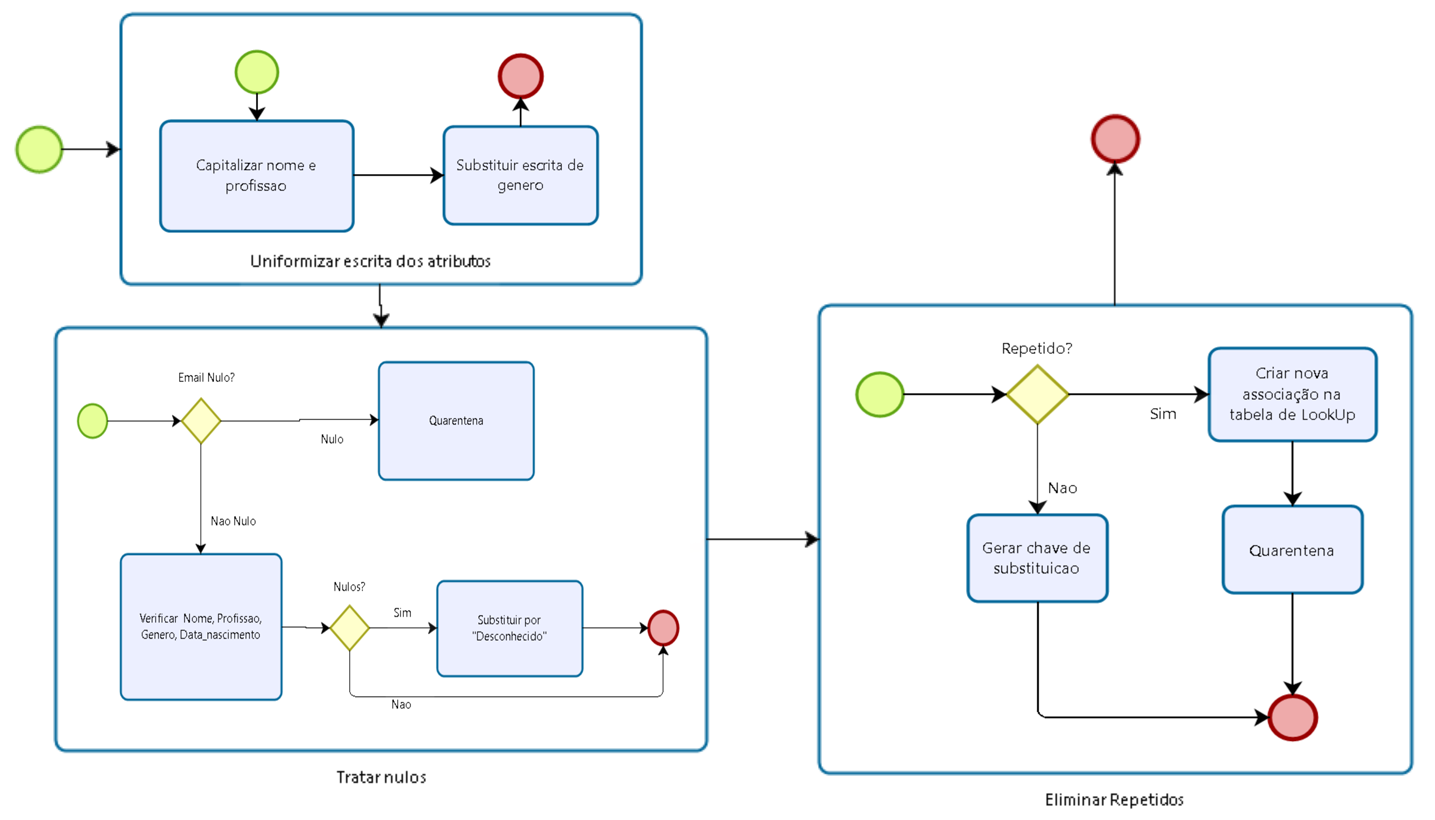 Capitalizar nome e
profissao
Substituir escrita de
genero
Uniformizar escrita dos atributos
Email Nulo?
Nulo
Quarentena
Nao Nulo
Verificar Nome, Profissao,
Genero, Data_nascimento
Nulos?
Sim
Substituir por
"Desconhecido"
Nao
Tratar nulos
Repetido?
Sim
Criar nova
associação na
tabela de LookUp
Nao
Gerar chave de
substituicao
Quarentena
Eliminar Repetidos